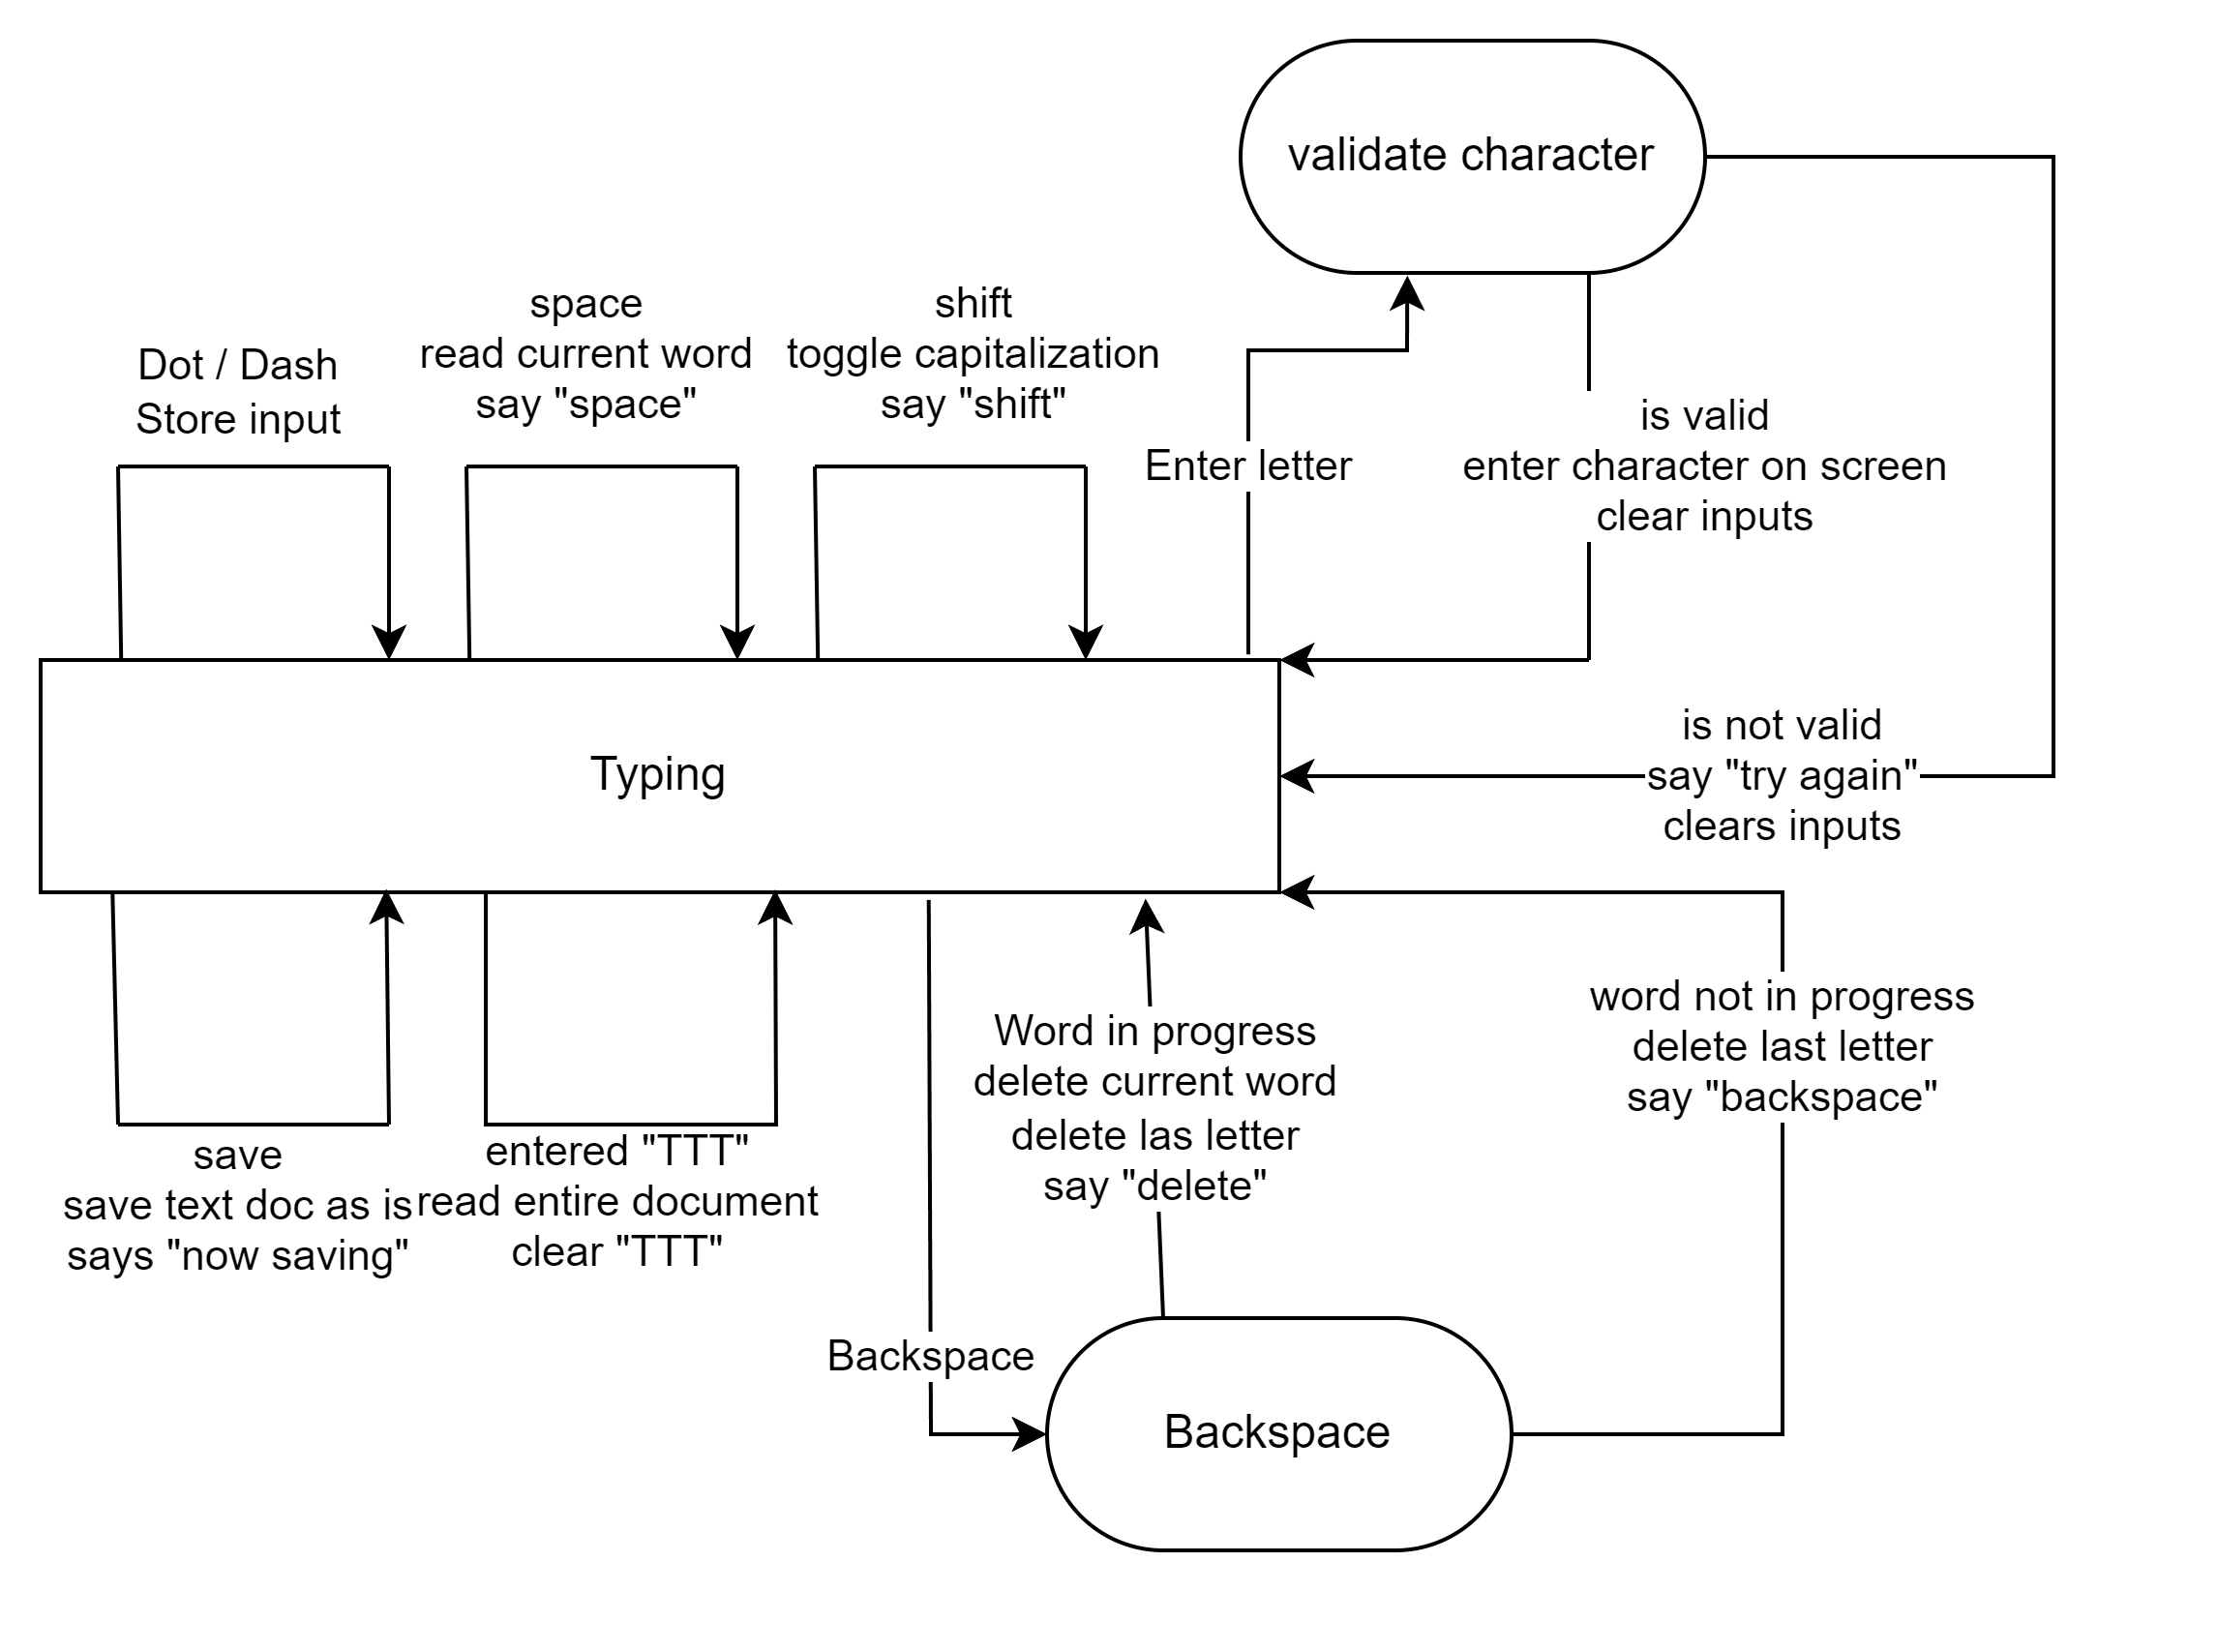 validate character
space
read current word
say "space"
shift
toggle capitalization
say "shift"
Dot / Dash
Store input
Enter letter
is valid
enter character on screen
clear inputs
Typing
is not valid
say "try again"
clears inputs
Word in progress
delete current word
delete las letter
say "delete"
word not in progress
delete last letter
say "backspace"
save
save text doc as is
says "now saving"
entered "TTT"
read entire document
clear "TTT"
Backspace
Backspace